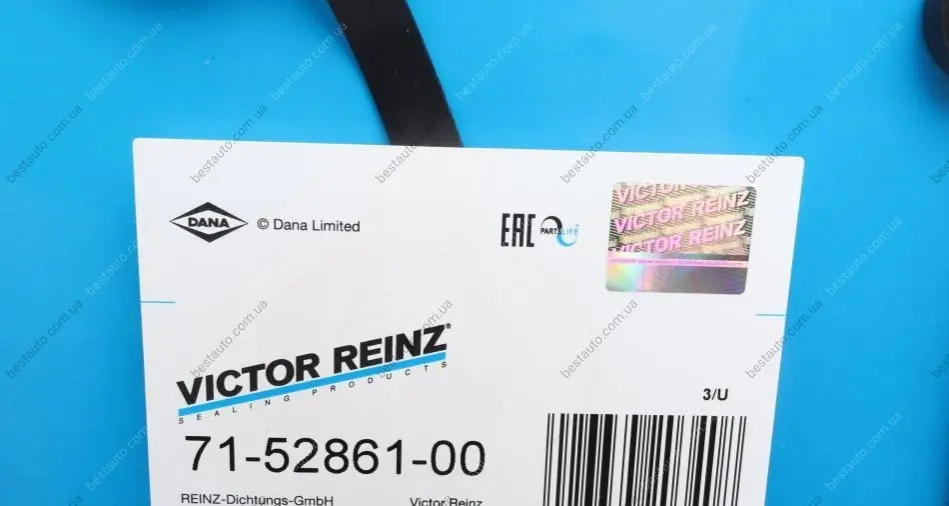 DANA
© Dana Limited
EAC
PARTSLIFE
VICTOR REINZ
VICTOR REINZ
VICTOR REINZ
VICTOR REINZ®
SEALING PRODUCTS
3/U
71-52861-00
REINZ-Dichtungs-GmbH
Victor Reinz
bestauto.com.ua